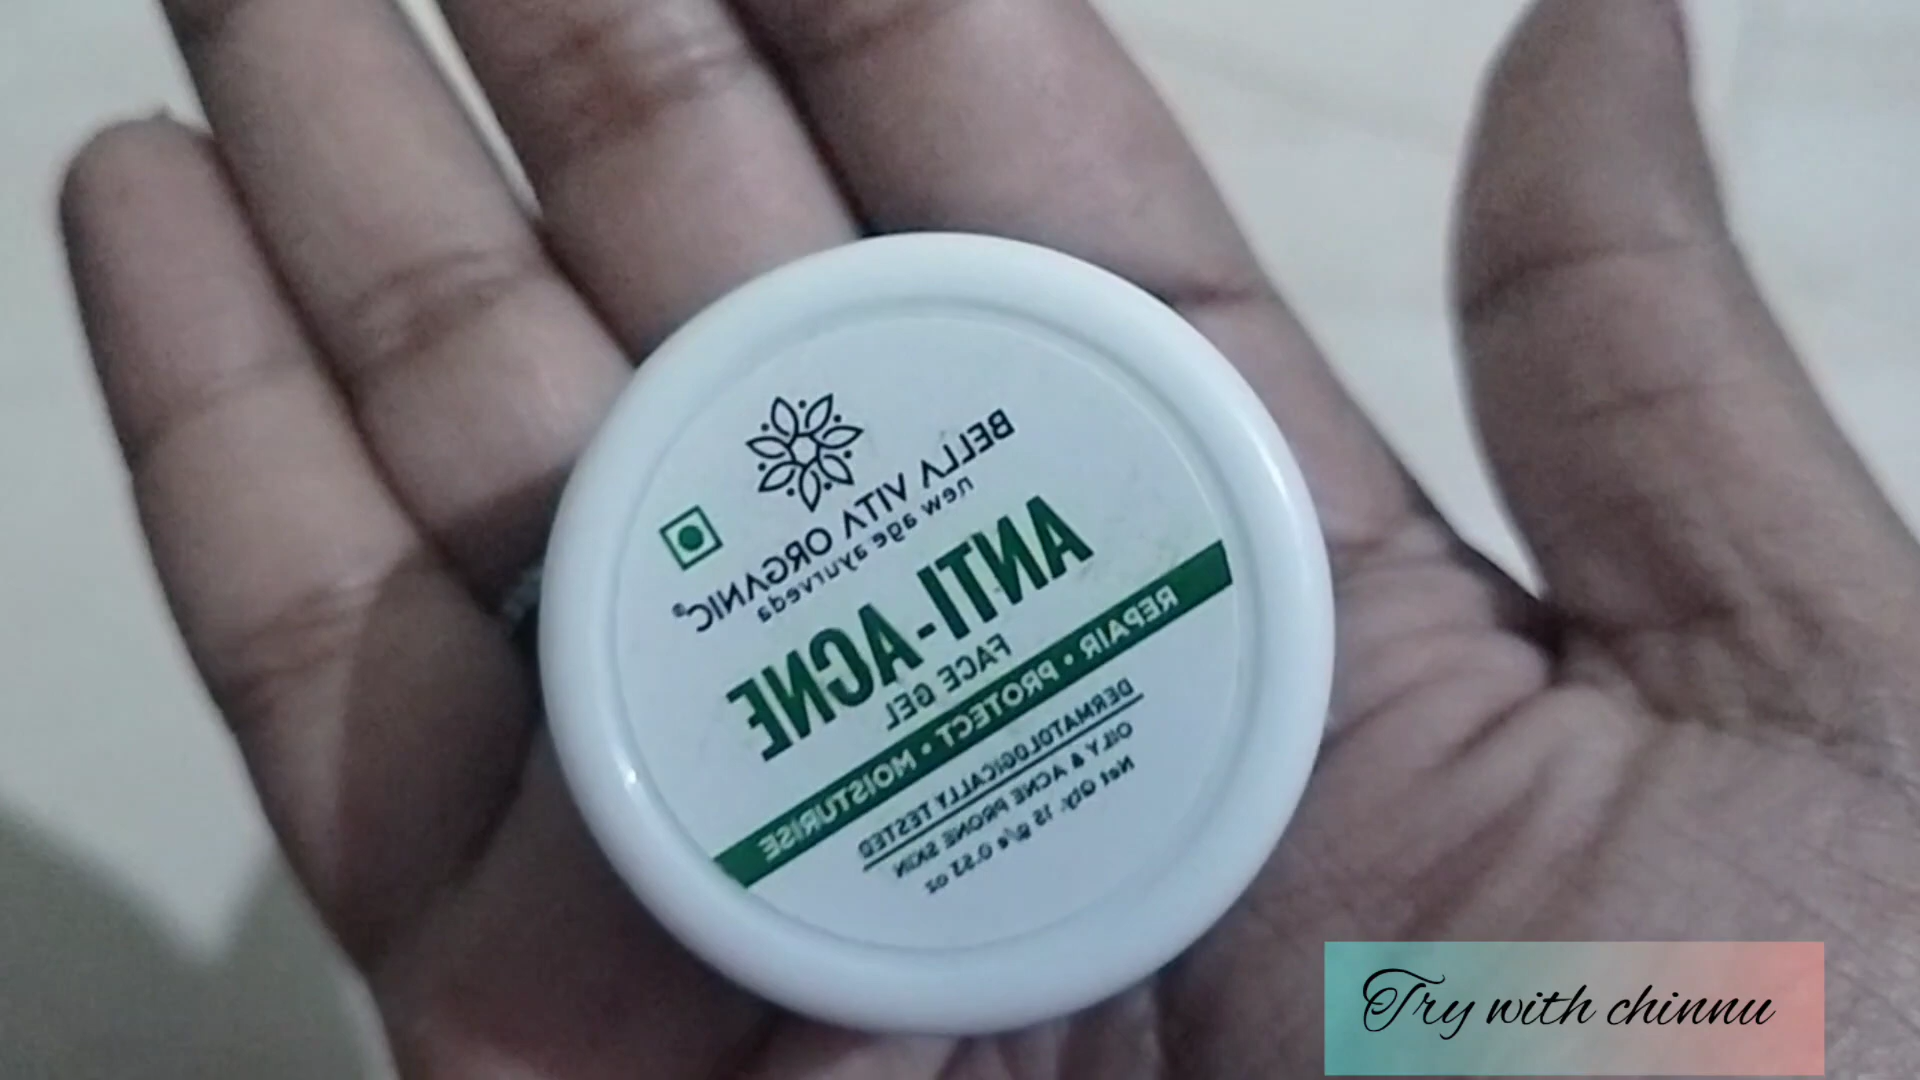 BELLA VITA ORGANIC®
new age ayurveda
ANTI-ACNE
FACE GEL
REPAIR • PROTECT • MOISTURISE
DERMATOLOGICALLY TESTED
OILY & ACNE PRONE SKIN
Net Qty. 15 g/e 0.53 oz
Try with chinnu